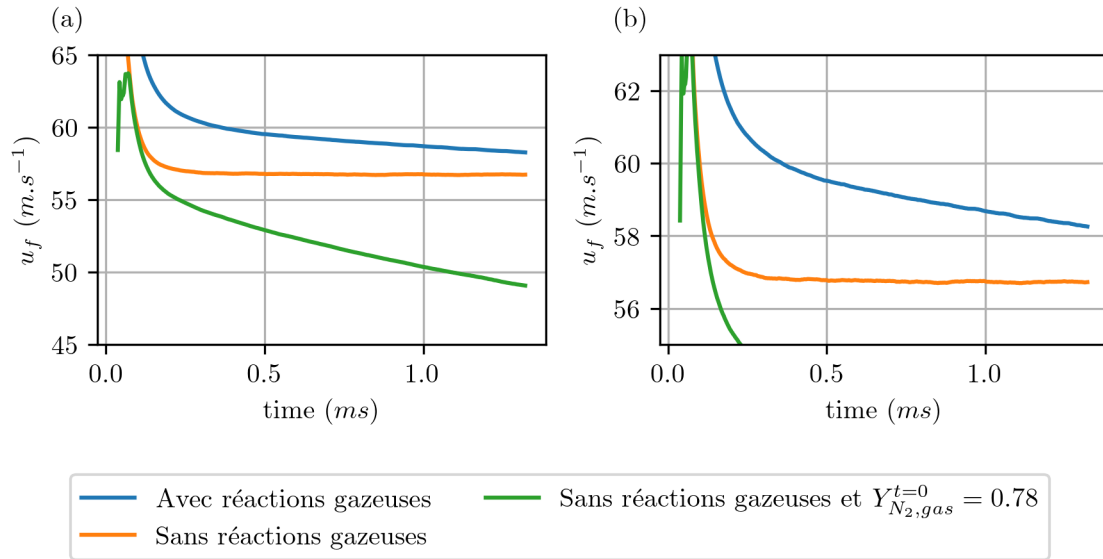 (a)
65
60
55
50
45
u_f (m.s⁻¹)
0.0 0.5 1.0
time (ms)
(b)
62
60
58
56
u_f (m.s⁻¹)
0.0 0.5 1.0
time (ms)
Avec réactions gazeuses
Sans réactions gazeuses
Sans réactions gazeuses et Y_{N_2,gas}^{t=0} = 0.78